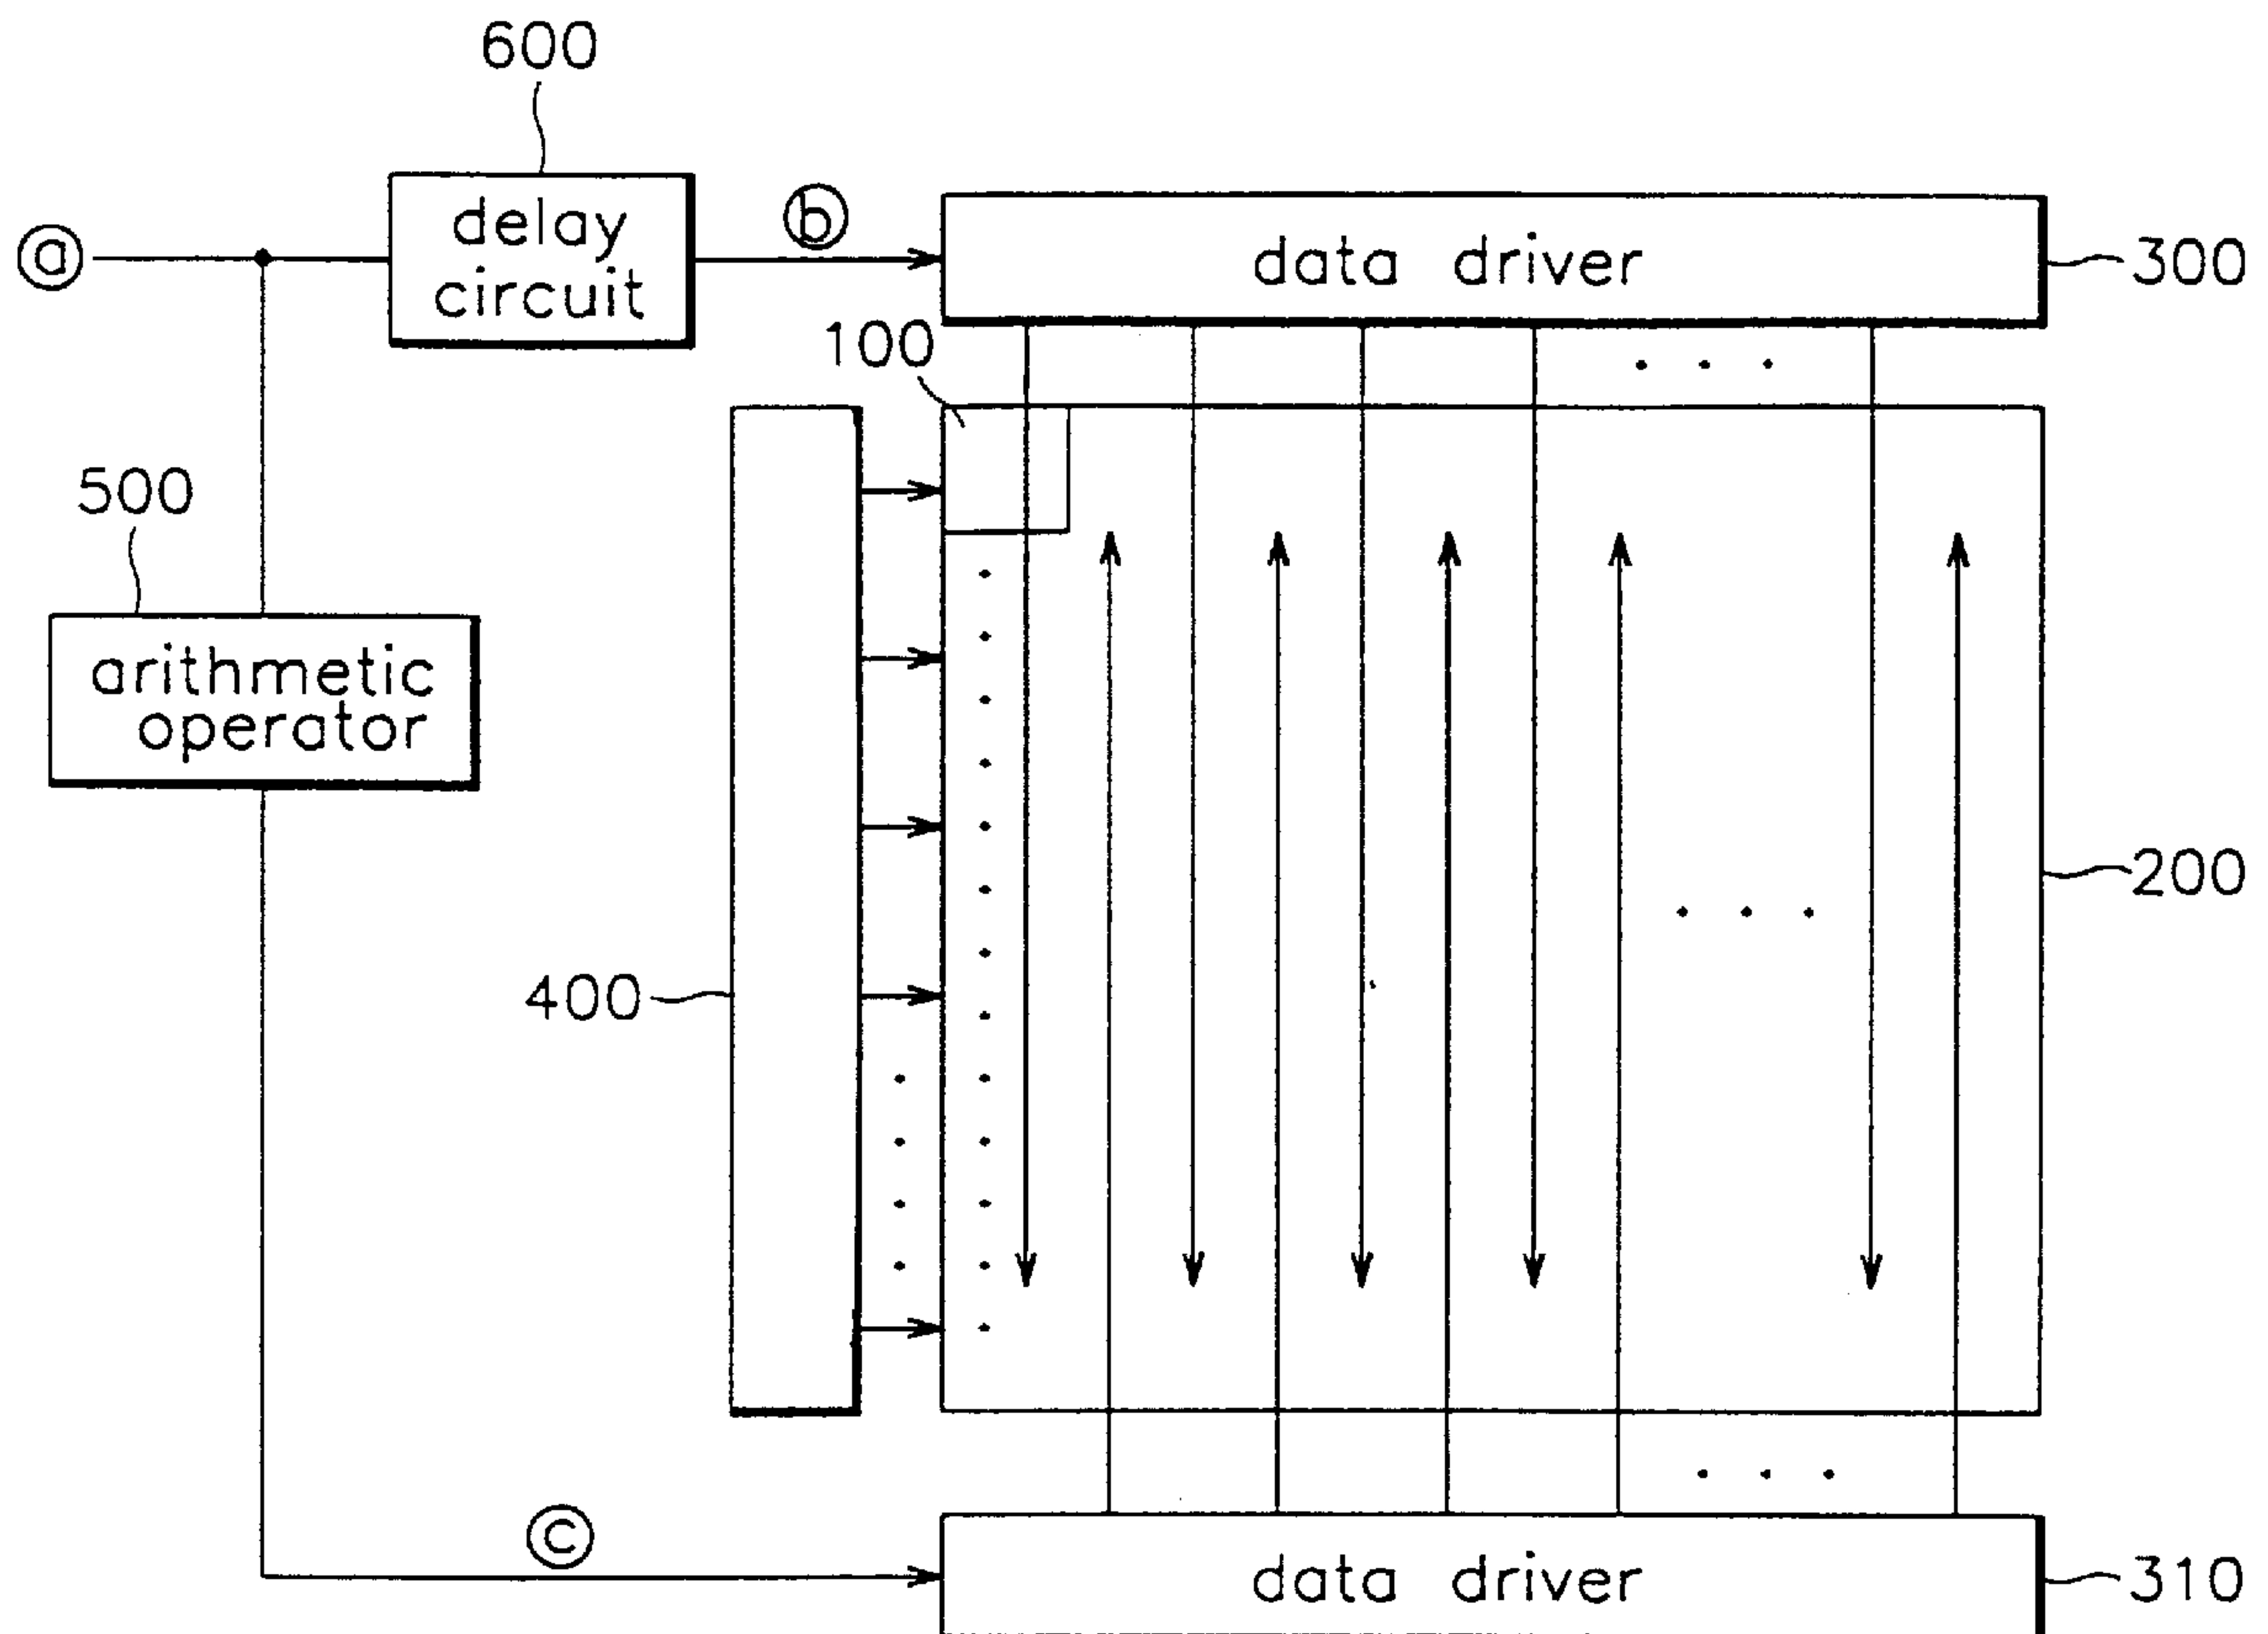 600
ⓐ
delay
circuit
ⓑ
data driver
300
100
500
arithmetic
operator
200
400
ⓒ
data driver
310